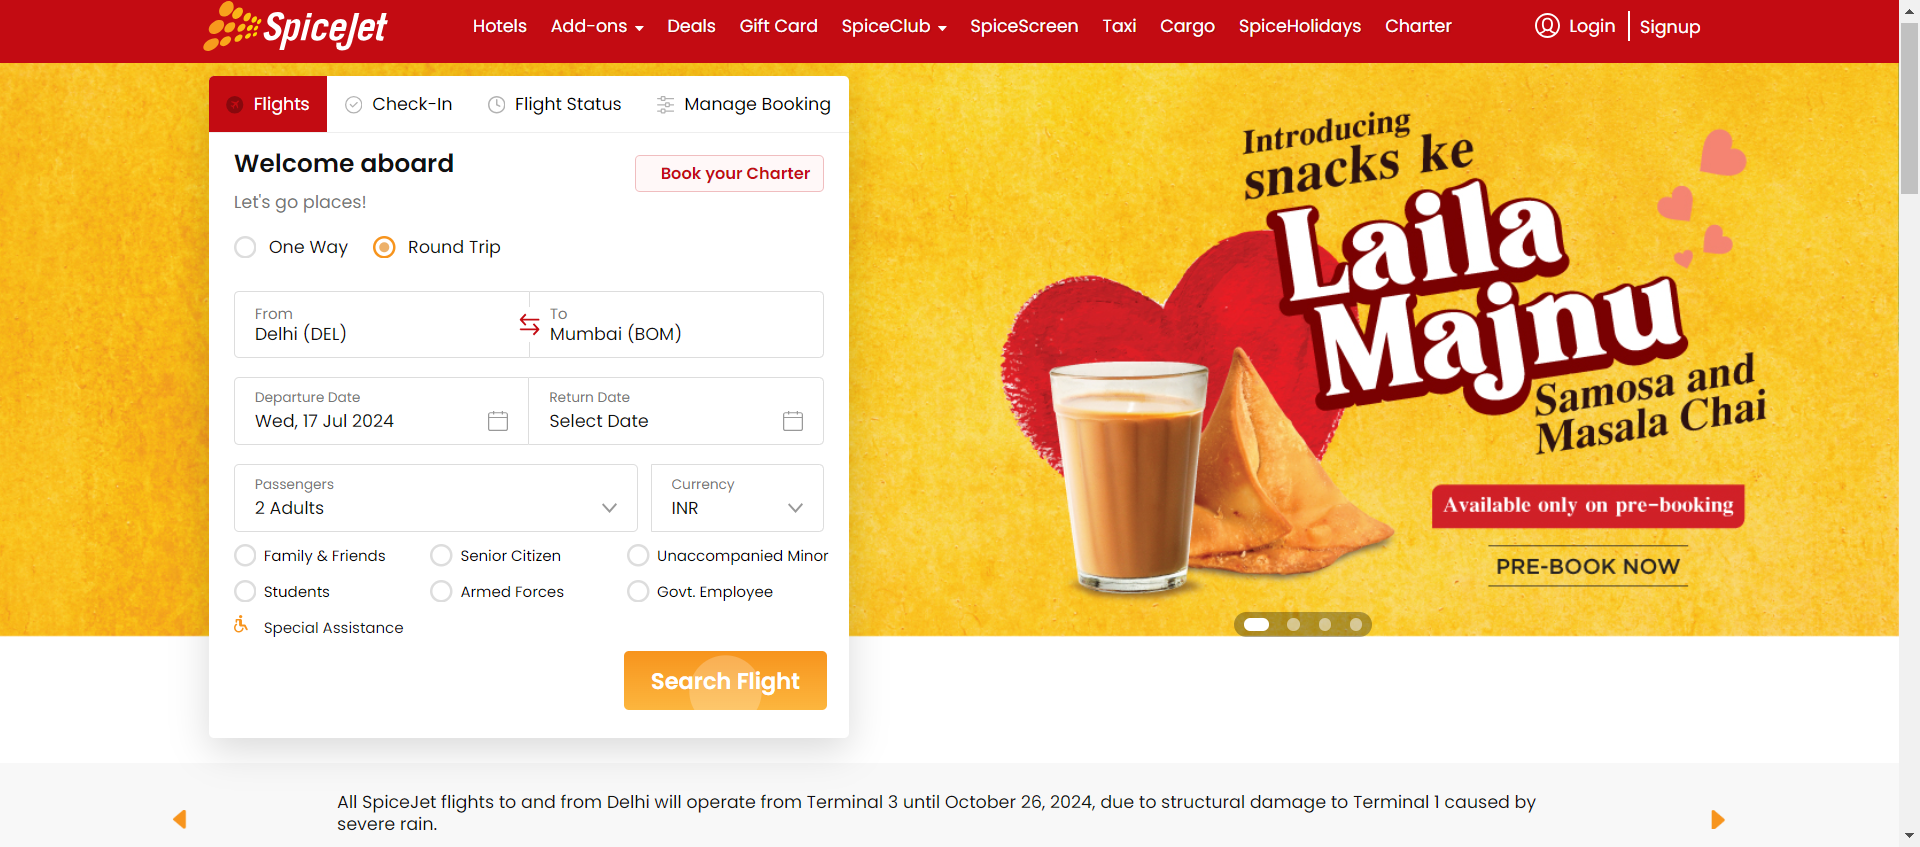 SpiceJet
Hotels Add-ons Deals Gift Card SpiceClub SpiceScreen Taxi Cargo SpiceHolidays Charter Login Signup
Flights Check-In Flight Status Manage Booking
Welcome aboard
Book your Charter
Let's go places!
One Way Round Trip
From
Delhi (DEL)
To
Mumbai (BOM)
Departure Date
Wed, 17 Jul 2024
Return Date
Select Date
Passengers
2 Adults
Currency
INR
Family & Friends Senior Citizen Unaccompanied Minor
Students Armed Forces Govt. Employee
Special Assistance
Search Flight
Introducing
snacks ke
Laila
Majnu
Samosa and
Masala Chai
Available only on pre-booking
PRE-BOOK NOW
All SpiceJet flights to and from Delhi will operate from Terminal 3 until October 26, 2024, due to structural damage to Terminal 1 caused by
severe rain.